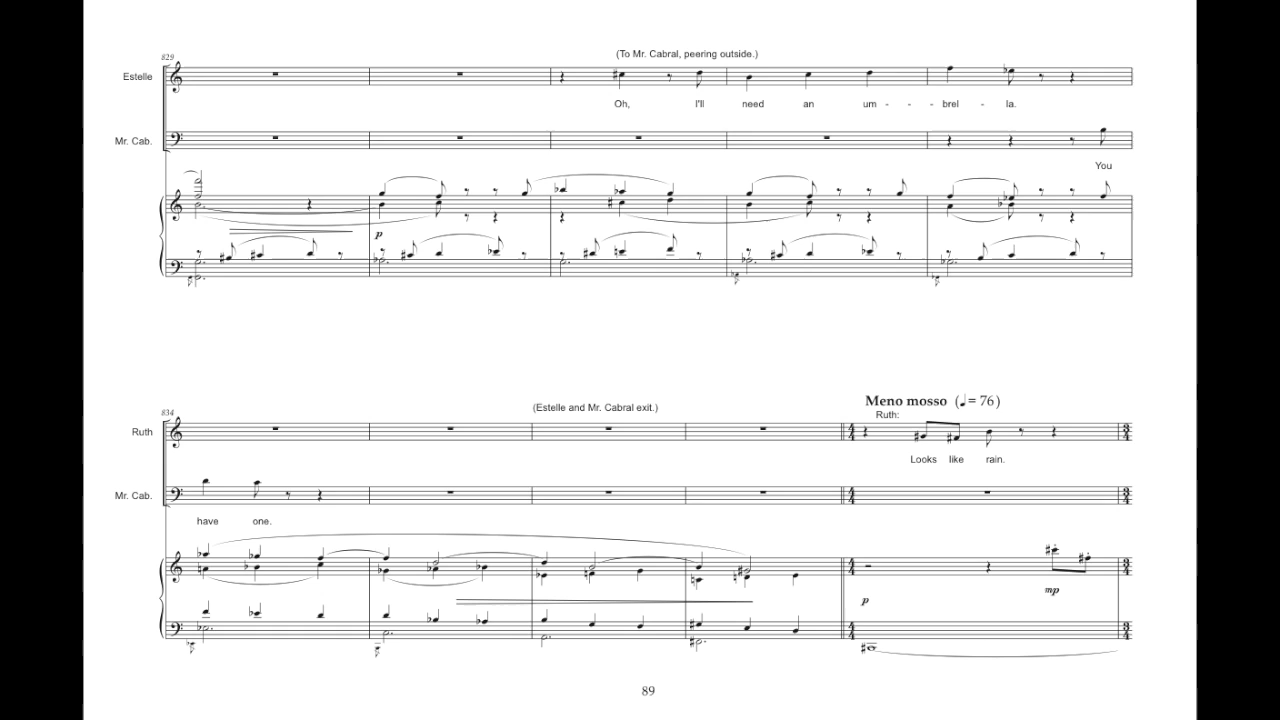 829
(To Mr. Cabral, peering outside.)
Estelle
Oh, I'll need an um - - - brel - la.
Mr. Cab.
You
p
834
(Estelle and Mr. Cabral exit.)
Meno mosso (♩= 76)
Ruth:
Ruth
Looks like rain.
Mr. Cab.
have one.
mp
p
89